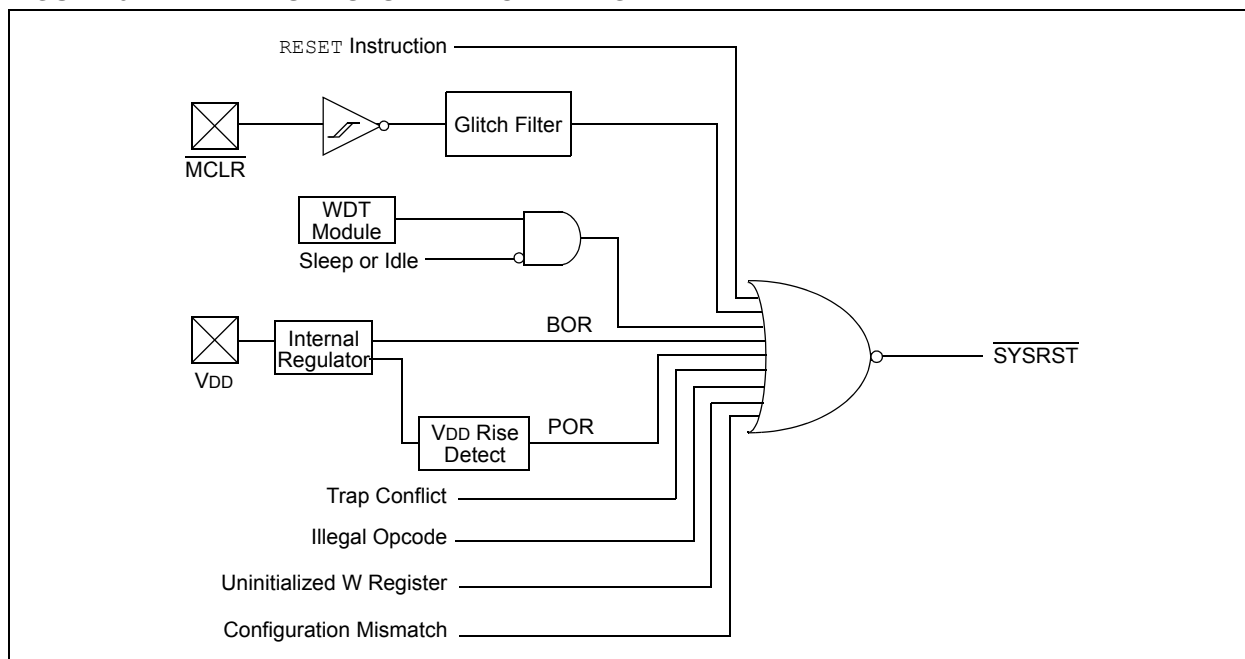 RESET Instruction
Glitch Filter
MCLR
WDT
Module
Sleep or Idle
BOR
Internal
Regulator
SYSRST
VDD
POR
VDD Rise
Detect
Trap Conflict
Illegal Opcode
Uninitialized W Register
Configuration Mismatch